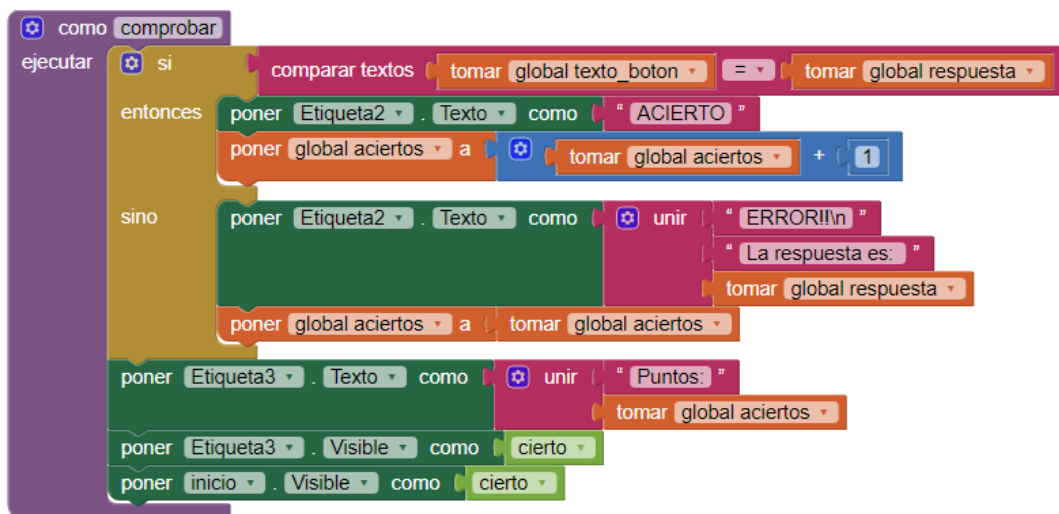 como comprobar
ejecutar si comparar textos tomar global texto_boton = tomar global respuesta
entonces poner Etiqueta2 . Texto como " ACIERTO "
poner global aciertos a tomar global aciertos + 1
sino poner Etiqueta2 . Texto como unir " ERROR!!\n "
" La respuesta es: "
tomar global respuesta
poner global aciertos a tomar global aciertos
poner Etiqueta3 . Texto como unir " Puntos: "
tomar global aciertos
poner Etiqueta3 . Visible como cierto
poner inicio . Visible como cierto